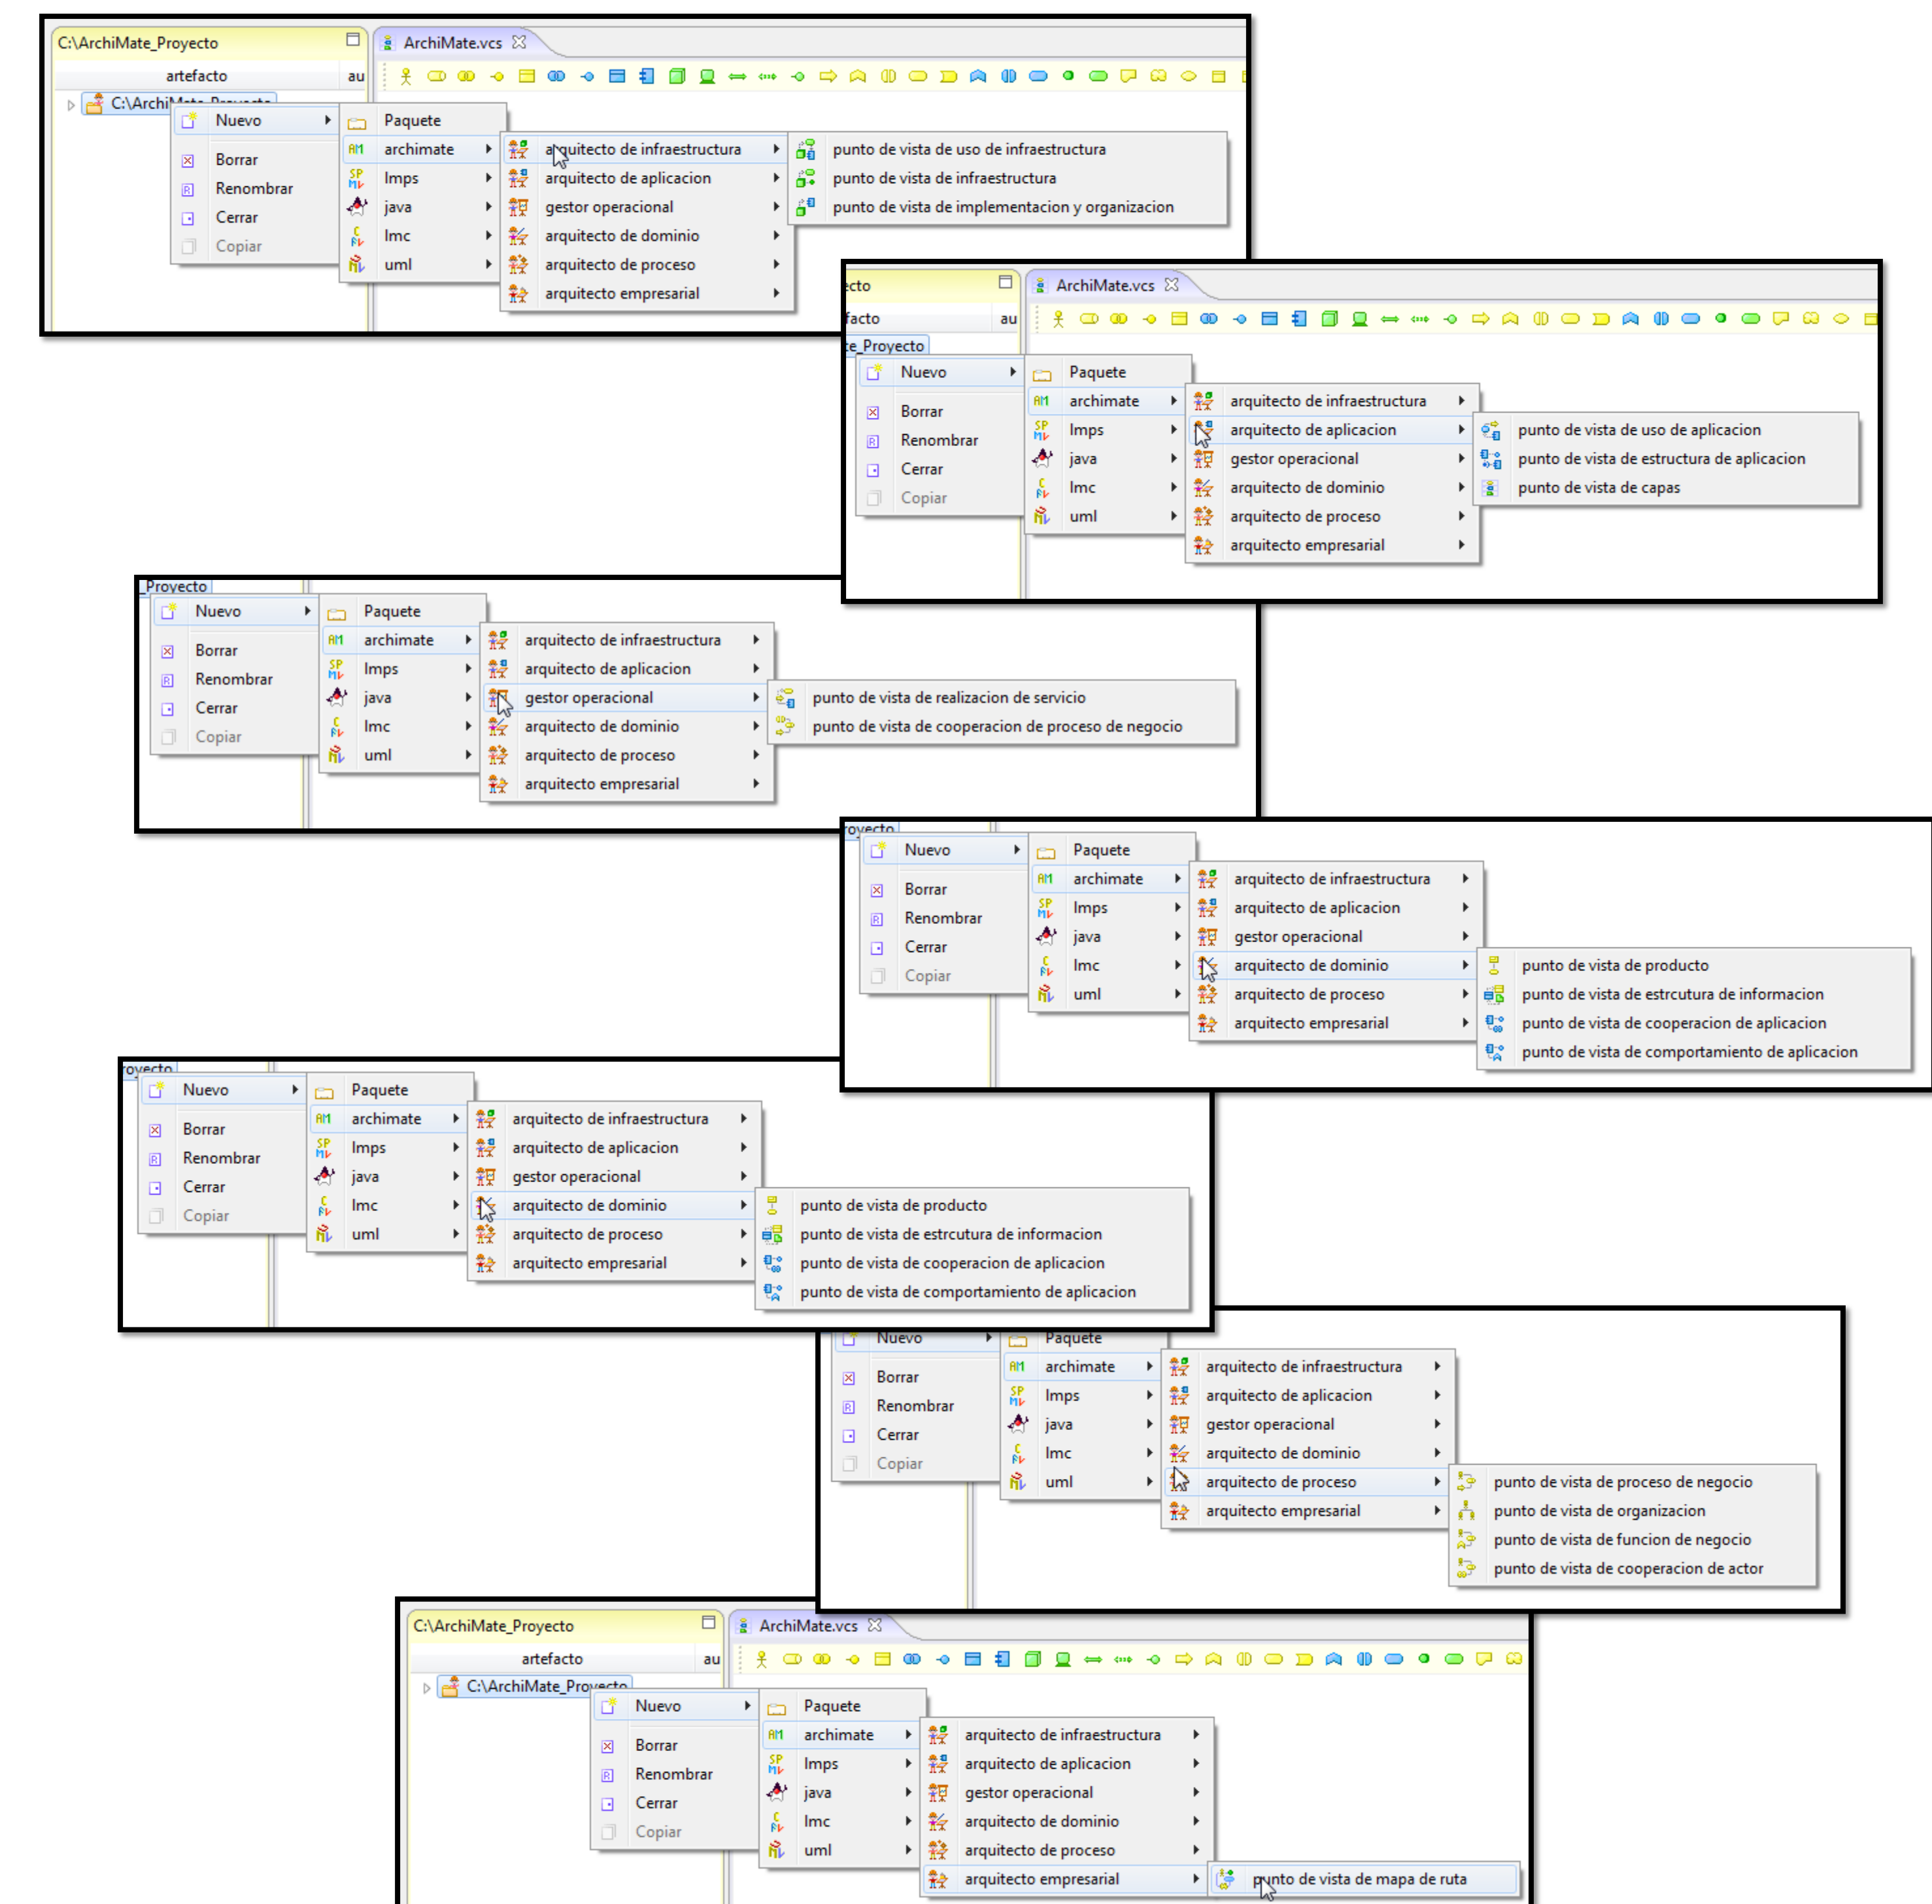 C:\ArchiMate_Proyecto
ArchiMate.vcs
artefacto au
C:\ArchiMate_Proyecto
Nuevo
Borrar
Renombrar
Cerrar
Copiar
Paquete
archimate
lmps
java
lmc
uml
arquitecto de infraestructura
arquitecto de aplicacion
gestor operacional
arquitecto de dominio
arquitecto de proceso
arquitecto empresarial
punto de vista de uso de infraestructura
punto de vista de infraestructura
punto de vista de implementacion y organizacion
ecto
ArchiMate.vcs
facto au
te_Proyecto
Nuevo
Borrar
Renombrar
Cerrar
Copiar
Paquete
archimate
lmps
java
lmc
uml
arquitecto de infraestructura
arquitecto de aplicacion
gestor operacional
arquitecto de dominio
arquitecto de proceso
arquitecto empresarial
punto de vista de uso de aplicacion
punto de vista de estructura de aplicacion
punto de vista de capas
_Proyecto
Nuevo
Borrar
Renombrar
Cerrar
Copiar
Paquete
archimate
lmps
java
lmc
uml
arquitecto de infraestructura
arquitecto de aplicacion
gestor operacional
arquitecto de dominio
arquitecto de proceso
arquitecto empresarial
punto de vista de realizacion de servicio
punto de vista de cooperacion de proceso de negocio
royecto
Nuevo
Borrar
Renombrar
Cerrar
Copiar
Paquete
archimate
lmps
java
lmc
uml
arquitecto de infraestructura
arquitecto de aplicacion
gestor operacional
arquitecto de dominio
arquitecto de proceso
arquitecto empresarial
punto de vista de producto
punto de vista de estrcutura de informacion
punto de vista de cooperacion de aplicacion
punto de vista de comportamiento de aplicacion
royecto
Nuevo
Borrar
Renombrar
Cerrar
Copiar
Paquete
archimate
lmps
java
lmc
uml
arquitecto de infraestructura
arquitecto de aplicacion
gestor operacional
arquitecto de dominio
arquitecto de proceso
arquitecto empresarial
punto de vista de producto
punto de vista de estrcutura de informacion
punto de vista de cooperacion de aplicacion
punto de vista de comportamiento de aplicacion
Nuevo
Borrar
Renombrar
Cerrar
Copiar
Paquete
archimate
lmps
java
lmc
uml
arquitecto de infraestructura
arquitecto de aplicacion
gestor operacional
arquitecto de dominio
arquitecto de proceso
arquitecto empresarial
punto de vista de proceso de negocio
punto de vista de organizacion
punto de vista de funcion de negocio
punto de vista de cooperacion de actor
C:\ArchiMate_Proyecto
ArchiMate.vcs
artefacto au
C:\ArchiMate_Proyecto
Nuevo
Borrar
Renombrar
Cerrar
Copiar
Paquete
archimate
lmps
java
lmc
uml
arquitecto de infraestructura
arquitecto de aplicacion
gestor operacional
arquitecto de dominio
arquitecto de proceso
arquitecto empresarial
punto de vista de mapa de ruta